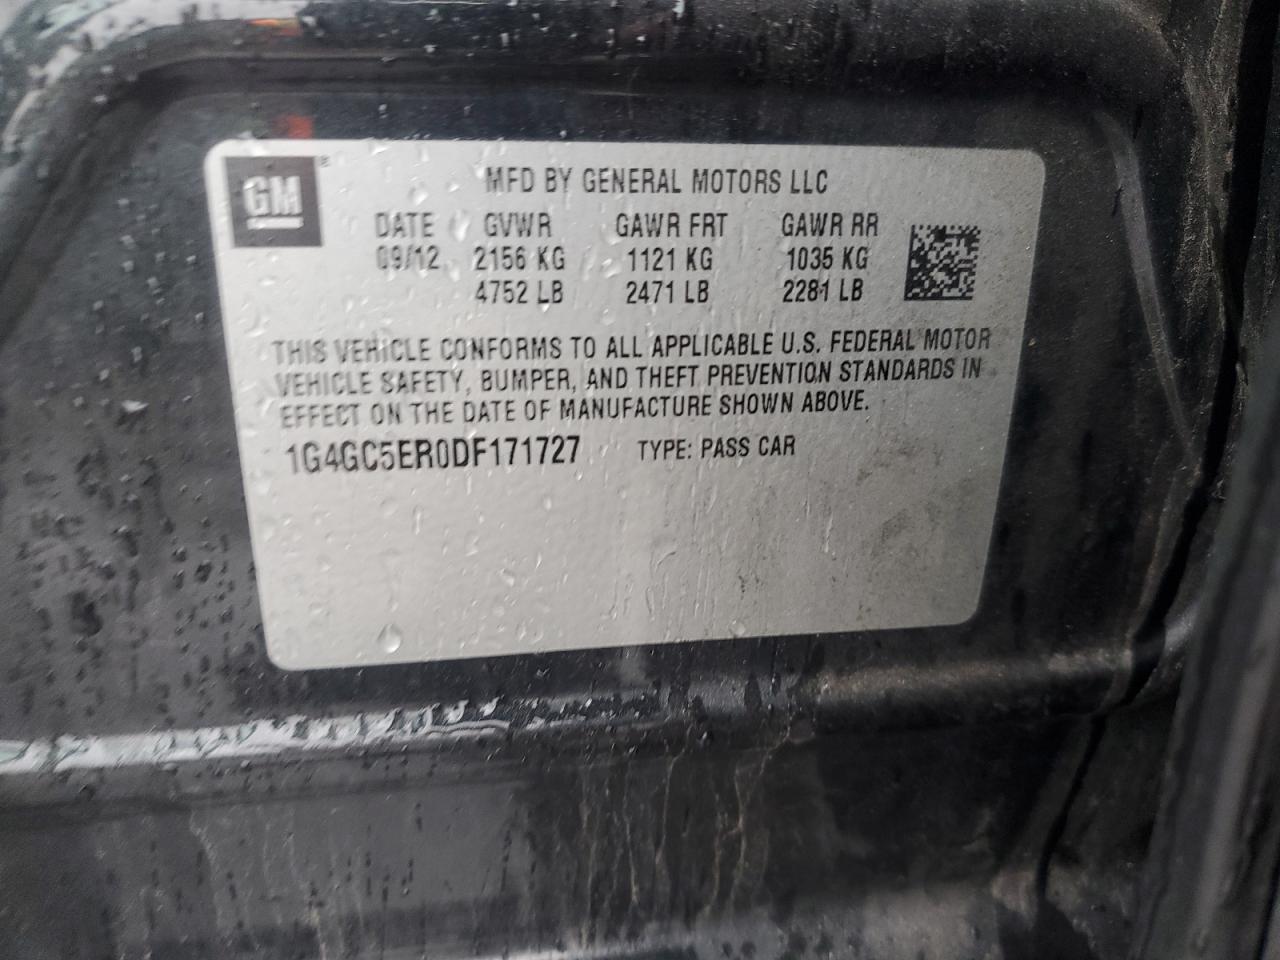 GM
MFD BY GENERAL MOTORS LLC
DATE GVWR GAWR FRT GAWR RR
09/12 2156 KG 1121 KG 1035 KG
4752 LB 2471 LB 2281 LB
THIS VEHICLE CONFORMS TO ALL APPLICABLE U.S. FEDERAL MOTOR
VEHICLE SAFETY, BUMPER, AND THEFT PREVENTION STANDARDS IN
EFFECT ON THE DATE OF MANUFACTURE SHOWN ABOVE.
1G4GC5ER0DF171727 TYPE: PASS CAR